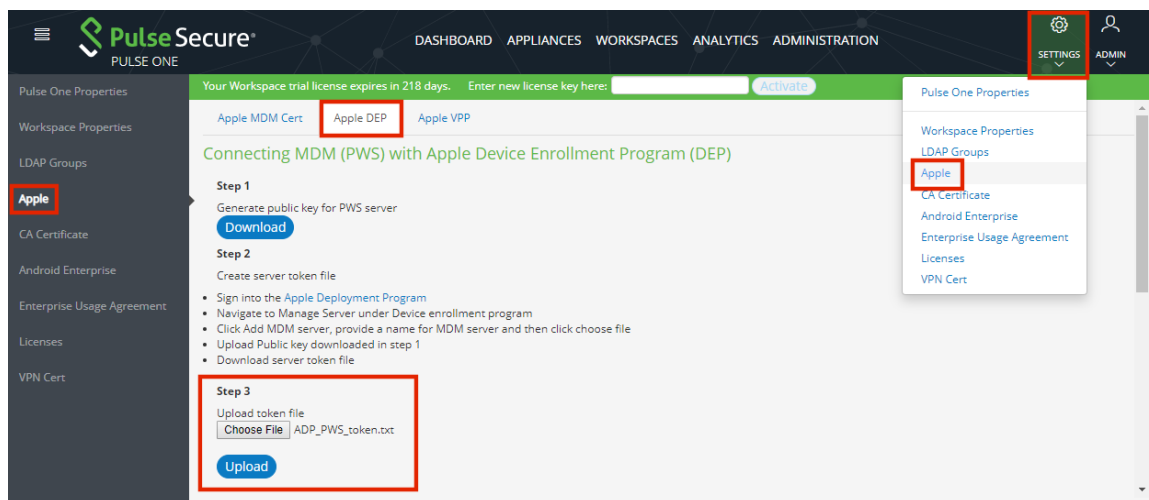 Pulse Secure®
PULSE ONE
DASHBOARD APPLIANCES WORKSPACES ANALYTICS ADMINISTRATION
SETTINGS
ADMIN
Pulse One Properties
Workspace Properties
LDAP Groups
Apple
CA Certificate
Android Enterprise
Enterprise Usage Agreement
Licenses
VPN Cert
Your Workspace trial license expires in 218 days. Enter new license key here: Activate
Apple MDM Cert Apple DEP Apple VPP
Connecting MDM (PWS) with Apple Device Enrollment Program (DEP)
Step 1
Generate public key for PWS server
Download
Step 2
Create server token file
• Sign into the Apple Deployment Program
• Navigate to Manage Server under Device enrollment program
• Click Add MDM server, provide a name for MDM server and then click choose file
• Upload Public key downloaded in step 1
• Download server token file
Step 3
Upload token file
Choose File ADP_PWS_token.txt
Upload
Pulse One Properties
Workspace Properties
LDAP Groups
Apple
CA Certificate
Android Enterprise
Enterprise Usage Agreement
Licenses
VPN Cert